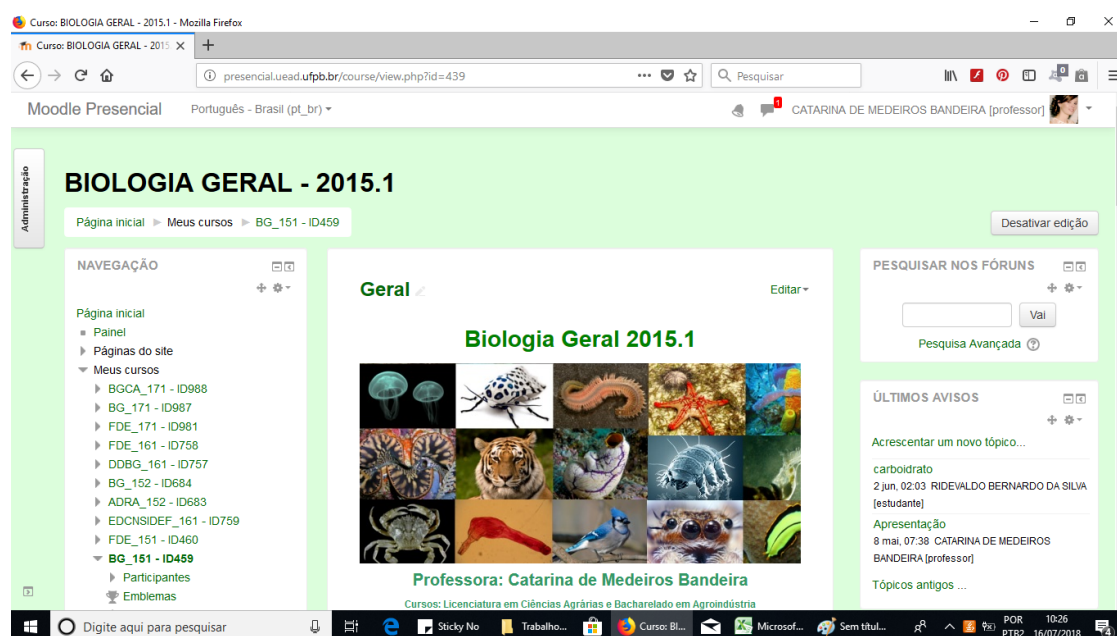 Curso: BIOLOGIA GERAL - 2015.1 - Mozilla Firefox
Curso: BIOLOGIA GERAL - 2015
presencial.uead.ufpb.br/course/view.php?id=439
Pesquisar
0
Moodle Presencial
Português - Brasil (pt_br)
1
CATARINA DE MEDEIROS BANDEIRA [professor]
Administração
BIOLOGIA GERAL - 2015.1
Página inicial
Meus cursos
BG_151 - ID459
Desativar edição
NAVEGAÇÃO
Página inicial
Painel
Páginas do site
Meus cursos
BGCA_171 - ID988
BG_171 - ID987
FDE_171 - ID981
FDE_161 - ID758
DDBG_161 - ID757
BG_152 - ID684
ADRA_152 - ID683
EDCNSIDEF_161 - ID759
FDE_151 - ID460
BG_151 - ID459
Participantes
Emblemas
Geral
Editar
Biologia Geral 2015.1
Professora: Catarina de Medeiros Bandeira
Cursos: Licenciatura em Ciências Agrárias e Bacharelado em Agroindústria
PESQUISAR NOS FÓRUNS
Vai
Pesquisa Avançada
ÚLTIMOS AVISOS
Acrescentar um novo tópico...
carboidrato
2 jun, 02:03 RIDEVALDO BERNARDO DA SILVA
[estudante]
Apresentação
8 mai, 07:38 CATARINA DE MEDEIROS
BANDEIRA [professor]
Tópicos antigos ...
Digite aqui para pesquisar
Sticky No
Trabalho...
Curso: Bl...
Microsof...
Sem títul...
POR
PTB2
10:26
16/07/2018